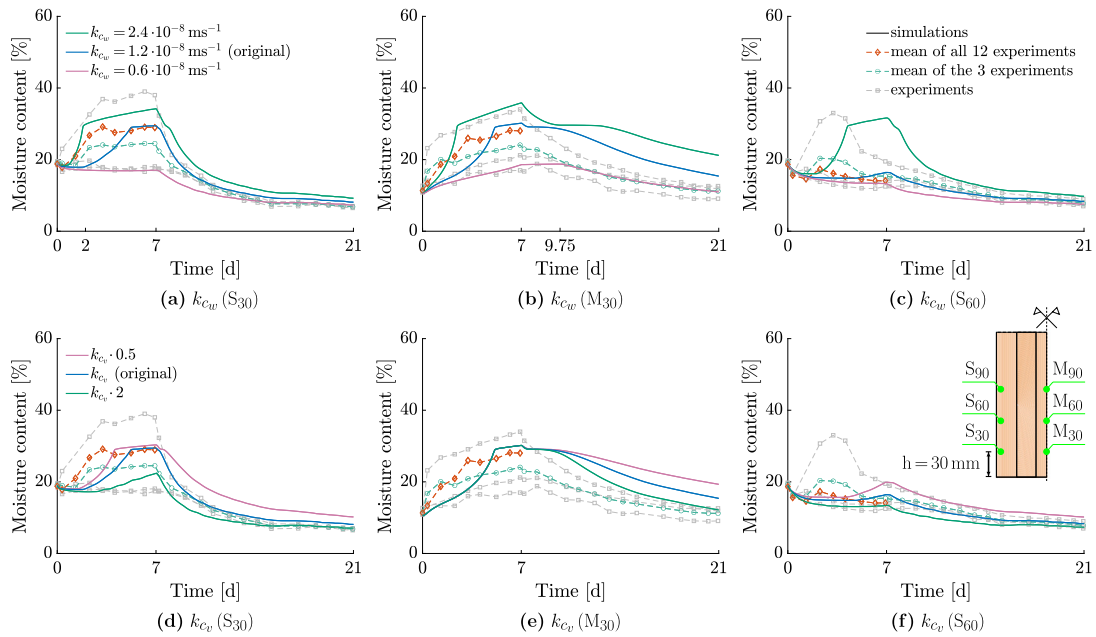 60
40
20
0
Moisture content [%]
k_{c_w} = 2.4·10⁻⁸ ms⁻¹
k_{c_w} = 1.2·10⁻⁸ ms⁻¹ (original)
k_{c_w} = 0.6·10⁻⁸ ms⁻¹
0 2 7 21
Time [d]
(a) k_{c_w} (S₃₀)
60
40
20
0
Moisture content [%]
0 7 9.75 21
Time [d]
(b) k_{c_w} (M₃₀)
60
40
20
0
Moisture content [%]
simulations
mean of all 12 experiments
mean of the 3 experiments
experiments
0 7 21
Time [d]
(c) k_{c_w} (S₆₀)
60
40
20
0
Moisture content [%]
k_{c_v} · 0.5
k_{c_v} (original)
k_{c_v} · 2
0 7 21
Time [d]
(d) k_{c_v} (S₃₀)
60
40
20
0
Moisture content [%]
0 7 21
Time [d]
(e) k_{c_v} (M₃₀)
60
40
20
0
Moisture content [%]
S₉₀ M₉₀
S₆₀ M₆₀
S₃₀ M₃₀
h = 30 mm
0 7 21
Time [d]
(f) k_{c_v} (S₆₀)